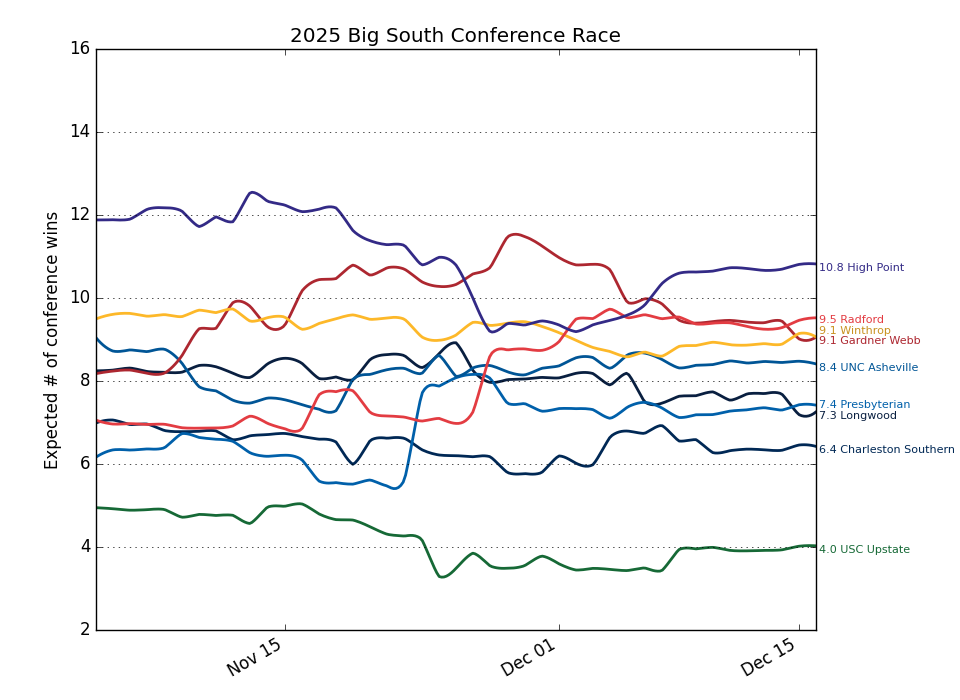 2025 Big South Conference Race
Expected # of conference wins
16
14
12
10
8
6
4
2
Nov 15
Dec 01
Dec 15
10.8 High Point
9.5 Radford
9.1 Winthrop
9.1 Gardner Webb
8.4 UNC Asheville
7.4 Presbyterian
7.3 Longwood
6.4 Charleston Southern
4.0 USC Upstate